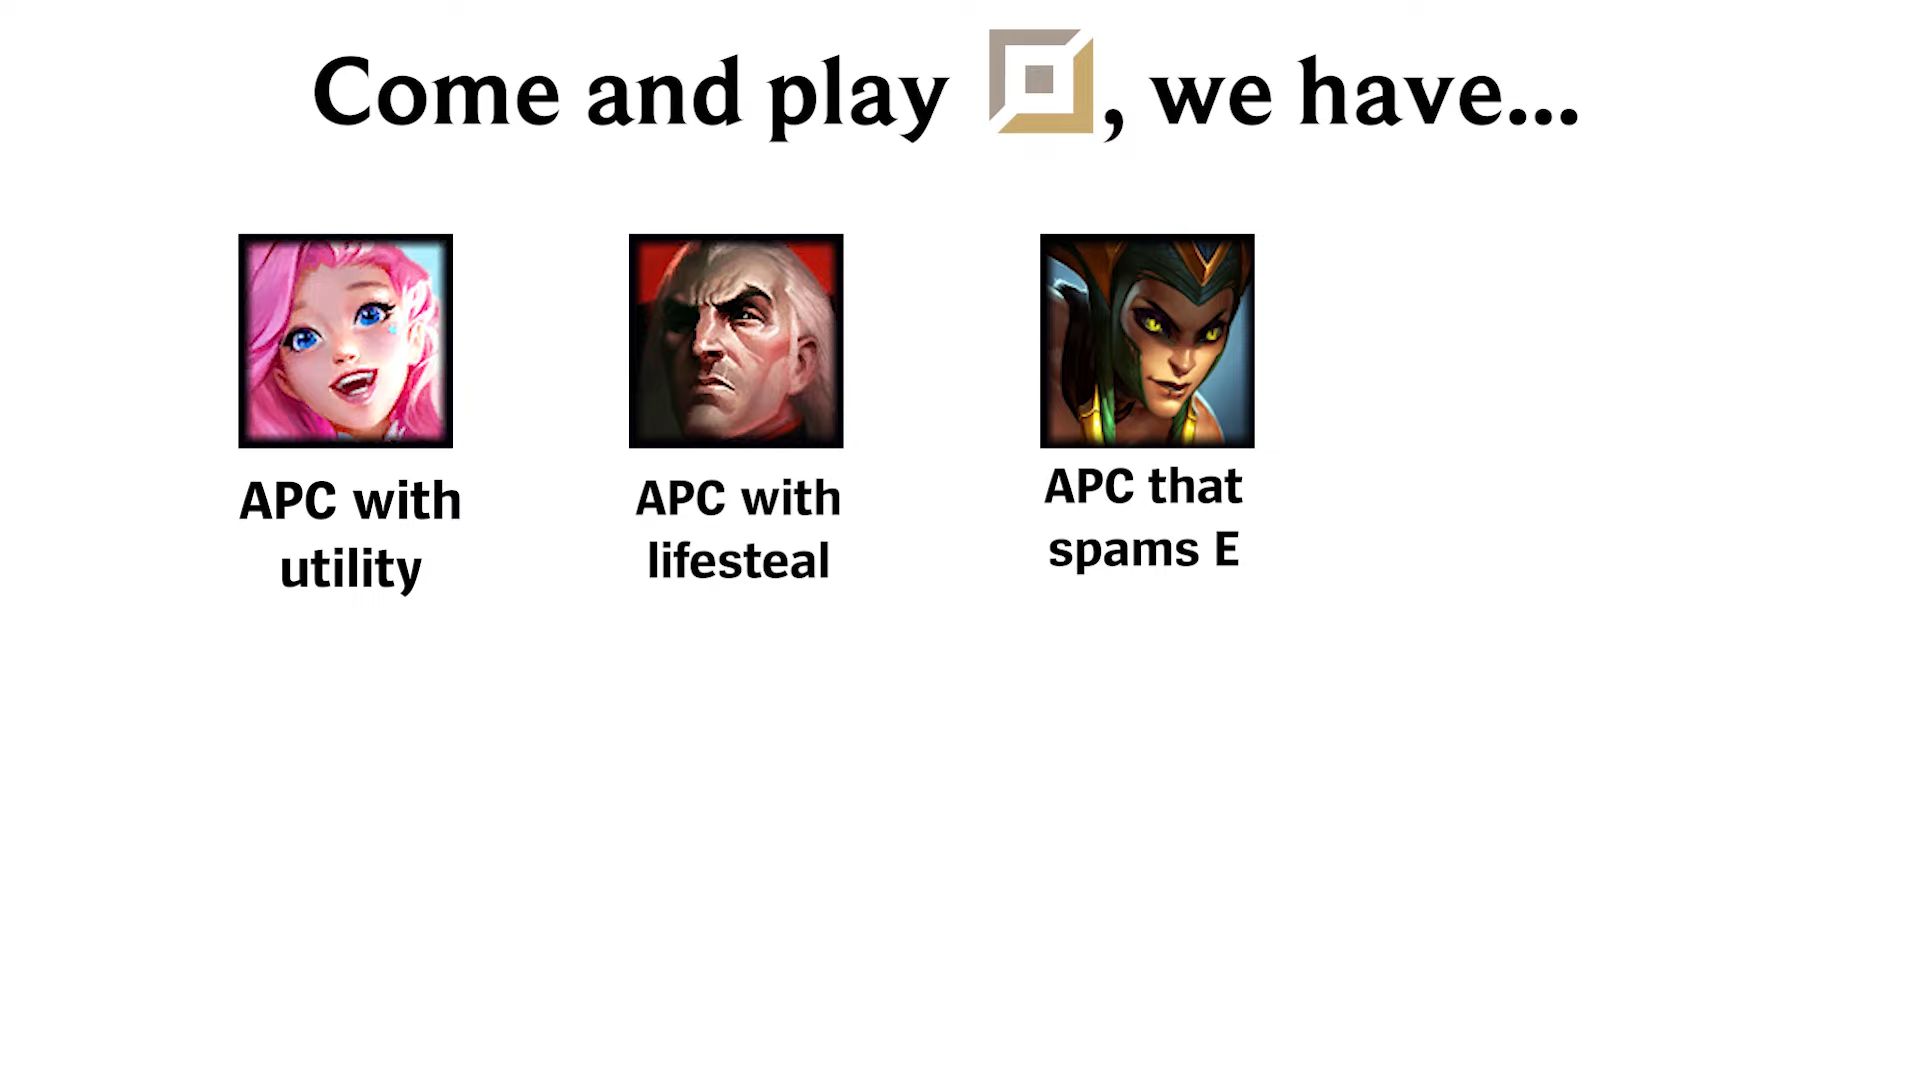 Come and play , we have...
APC with
utility
APC with
lifesteal
APC that
spams E